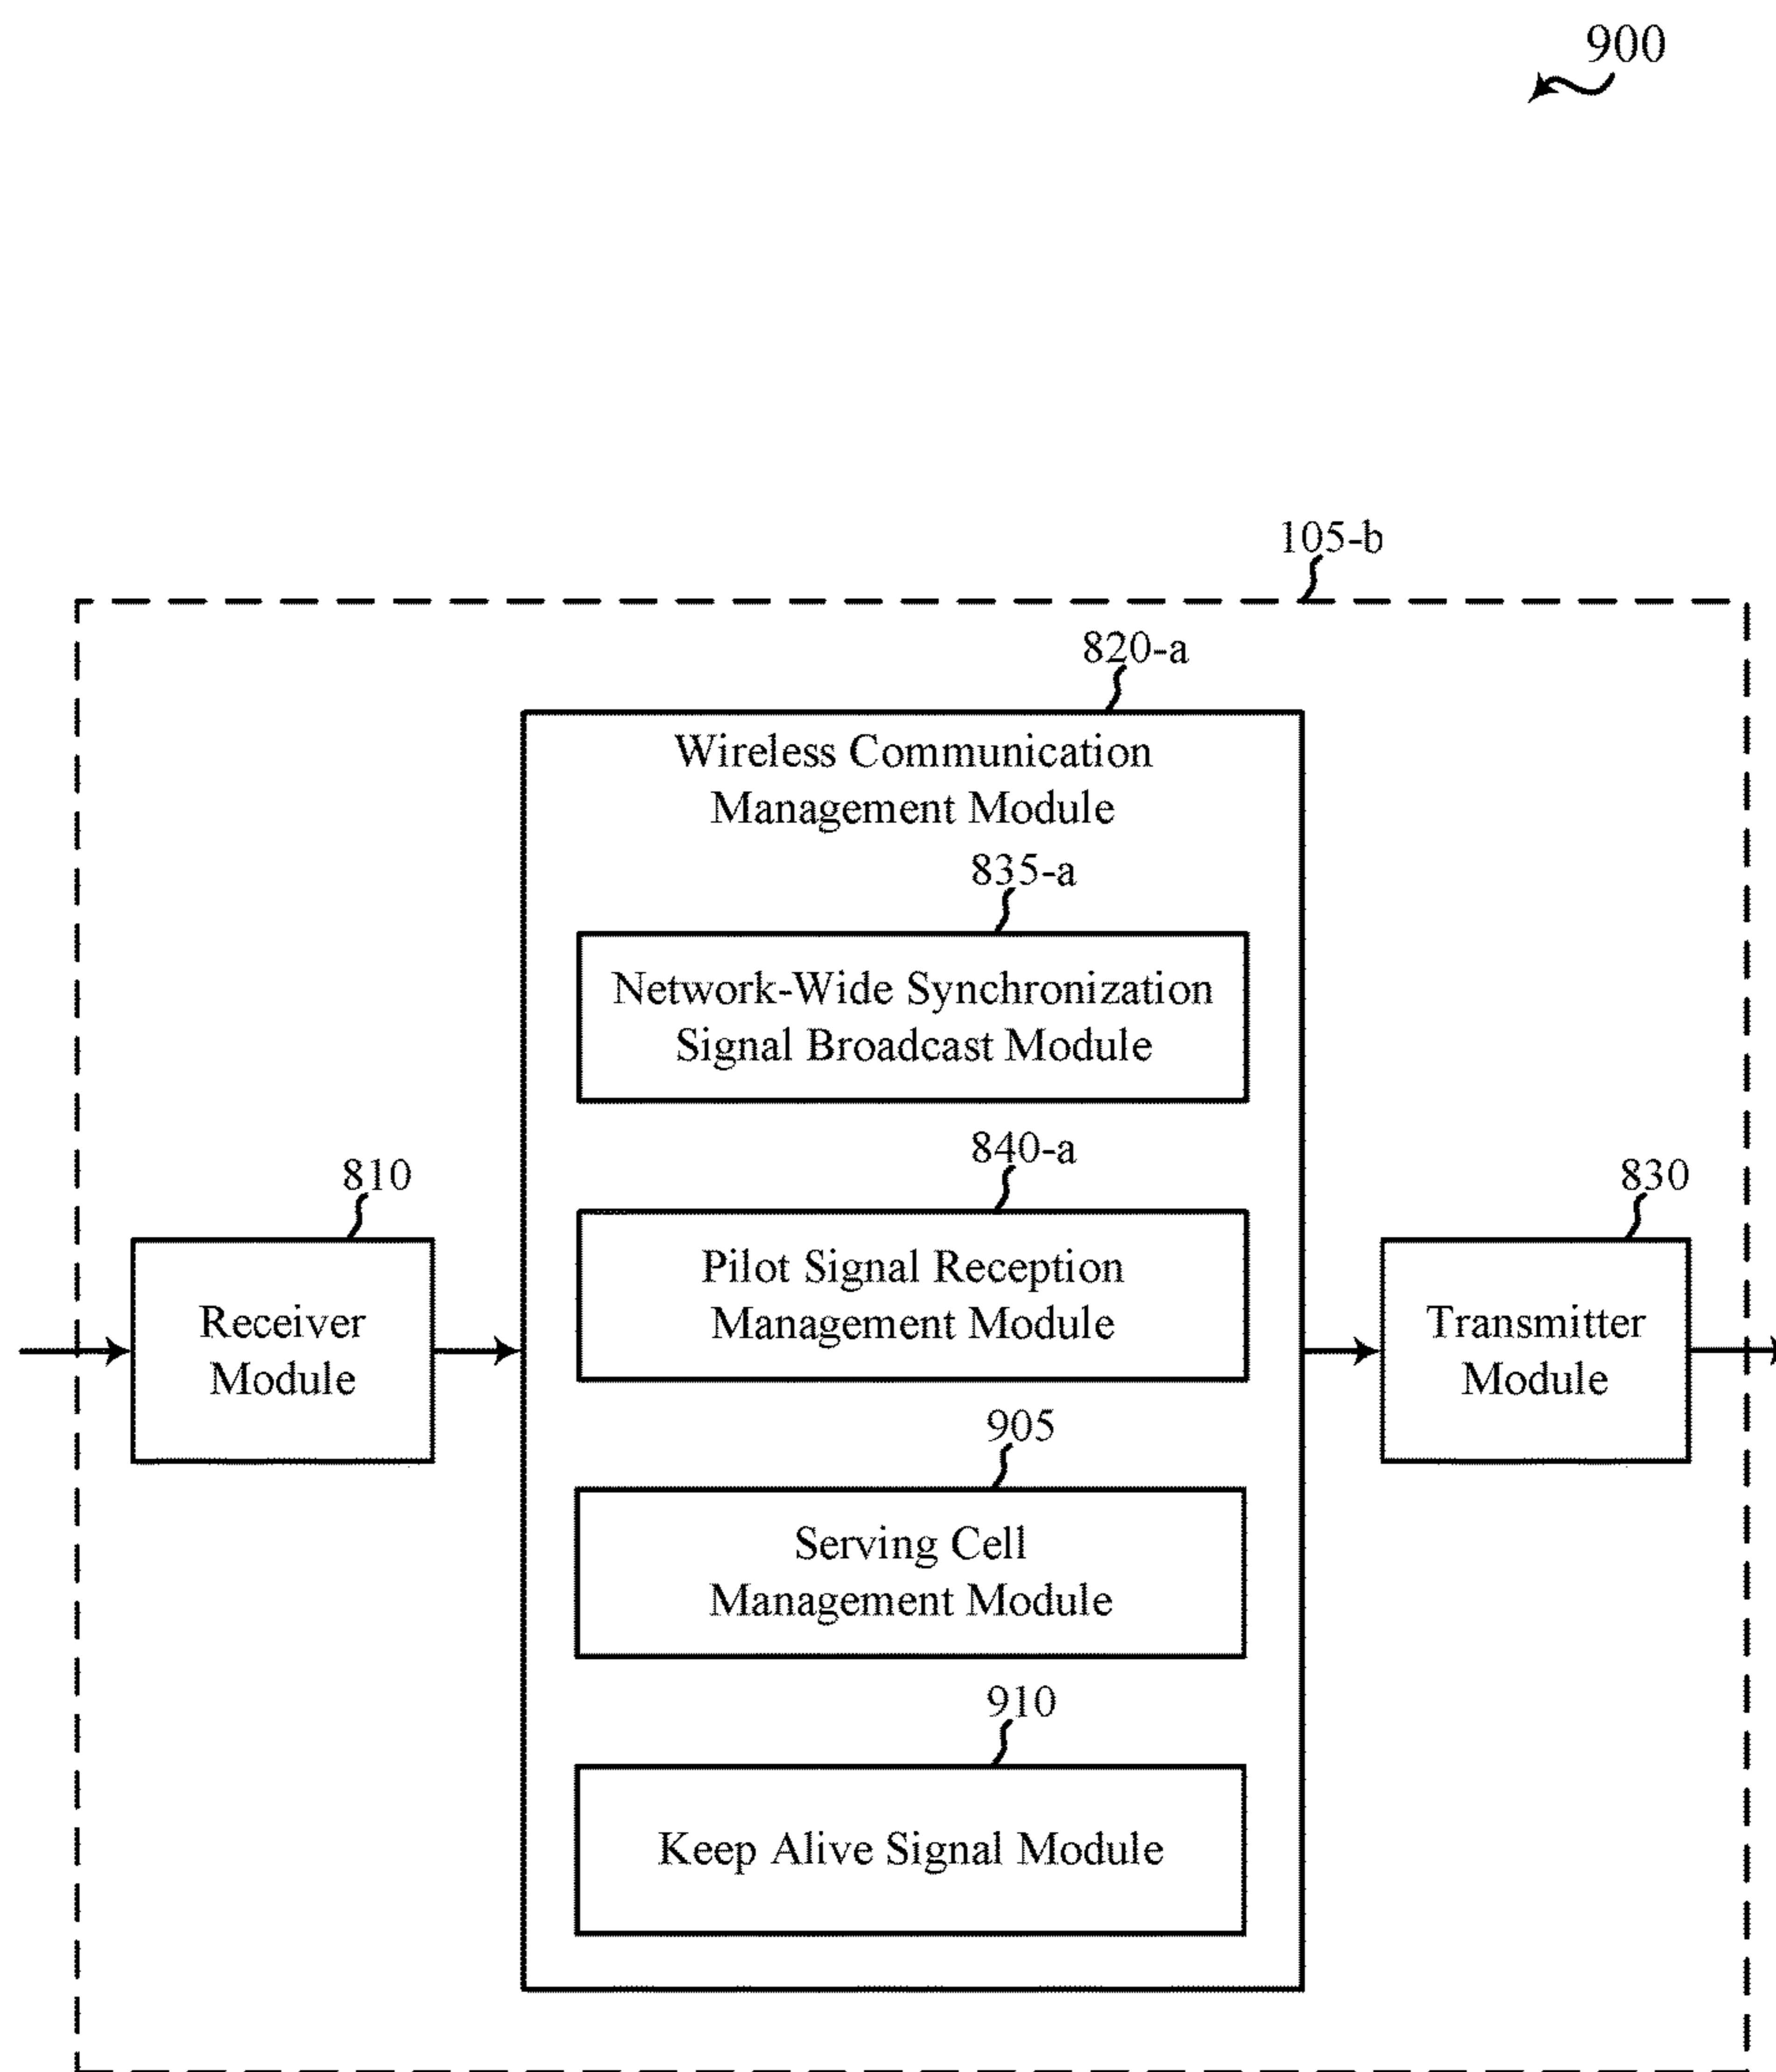 900
105-b
820-a
Wireless Communication
Management Module
835-a
Network-Wide Synchronization
Signal Broadcast Module
840-a
Pilot Signal Reception
Management Module
810
Receiver
Module
830
Transmitter
Module
905
Serving Cell
Management Module
910
Keep Alive Signal Module